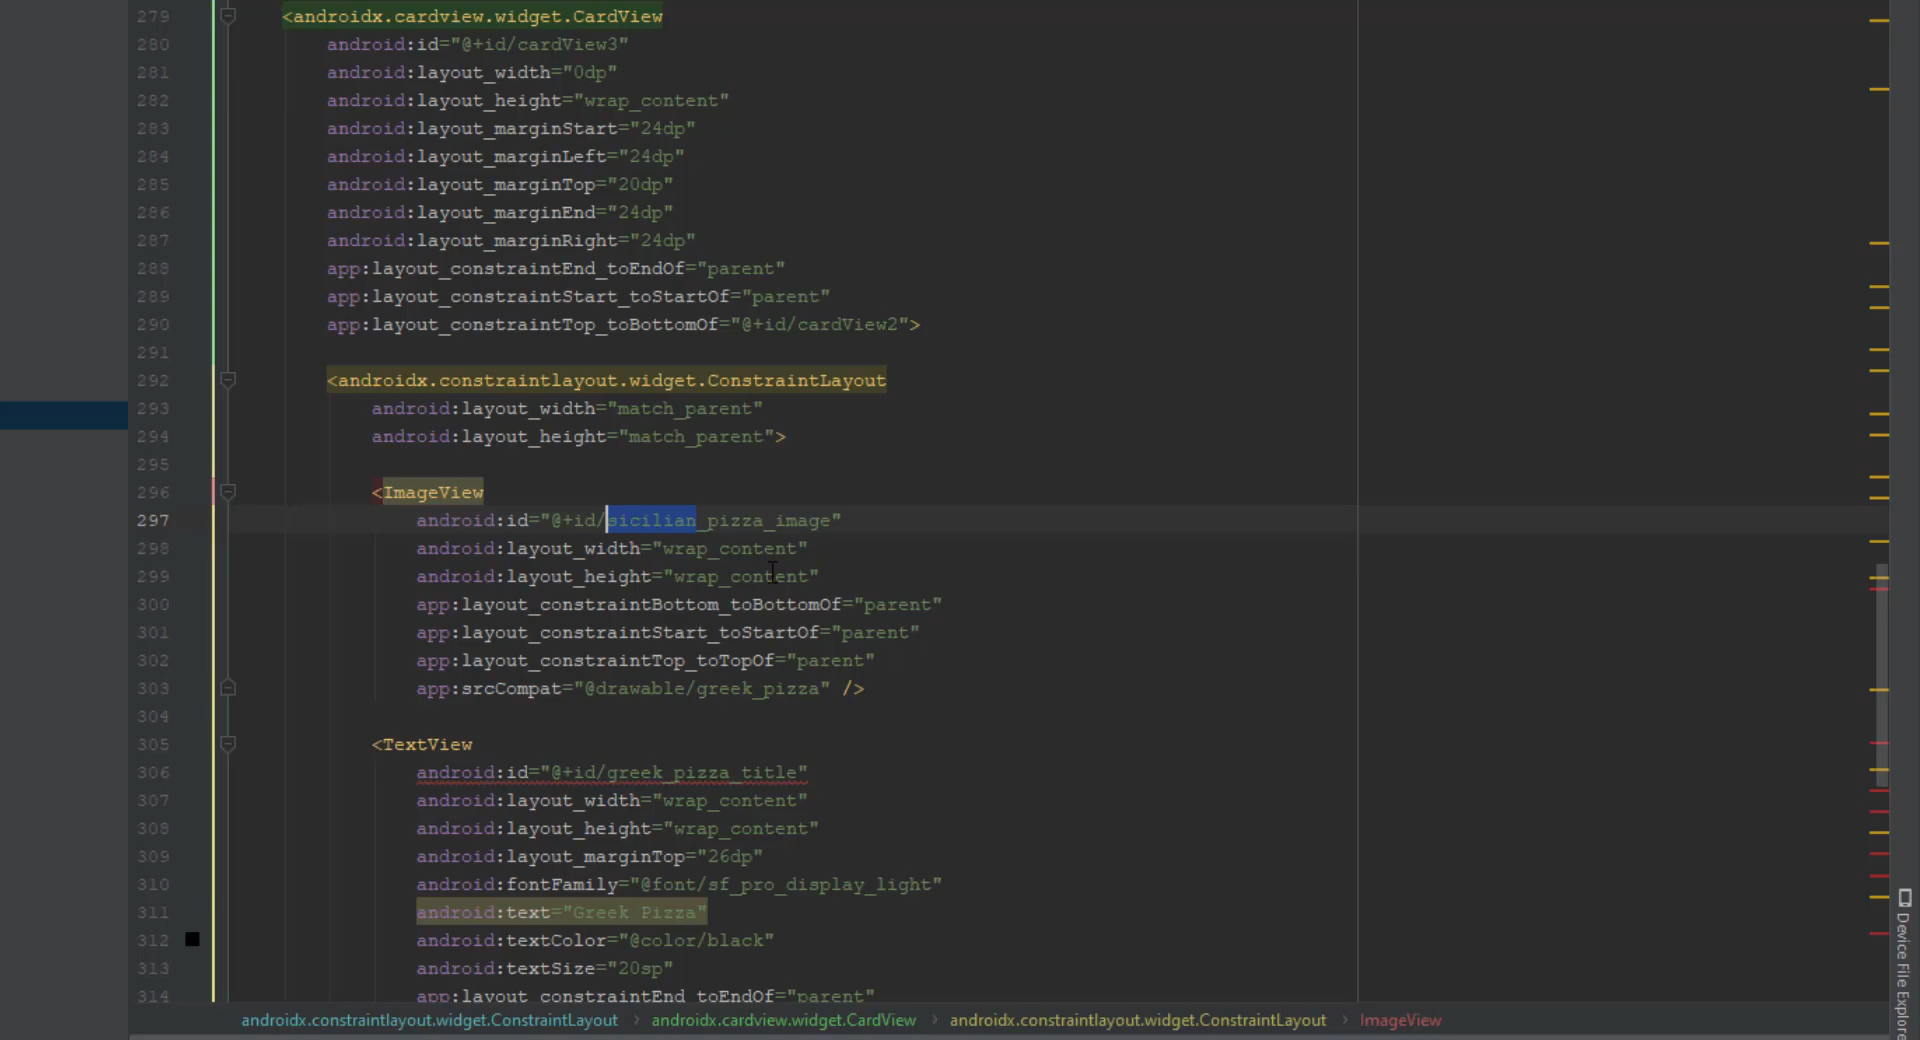 279 <androidx.cardview.widget.CardView
280 android:id="@+id/cardView3"
281 android:layout_width="0dp"
282 android:layout_height="wrap_content"
283 android:layout_marginStart="24dp"
284 android:layout_marginLeft="24dp"
285 android:layout_marginTop="20dp"
286 android:layout_marginEnd="24dp"
287 android:layout_marginRight="24dp"
288 app:layout_constraintEnd_toEndOf="parent"
289 app:layout_constraintStart_toStartOf="parent"
290 app:layout_constraintTop_toBottomOf="@+id/cardView2">
291
292 <androidx.constraintlayout.widget.ConstraintLayout
293 android:layout_width="match_parent"
294 android:layout_height="match_parent">
295
296 <ImageView
297 android:id="@+id/sicilian_pizza_image"
298 android:layout_width="wrap_content"
299 android:layout_height="wrap_content"
300 app:layout_constraintBottom_toBottomOf="parent"
301 app:layout_constraintStart_toStartOf="parent"
302 app:layout_constraintTop_toTopOf="parent"
303 app:srcCompat="@drawable/greek_pizza" />
304
305 <TextView
306 android:id="@+id/greek_pizza_title"
307 android:layout_width="wrap_content"
308 android:layout_height="wrap_content"
309 android:layout_marginTop="26dp"
310 android:fontFamily="@font/sf_pro_display_light"
311 android:text="Greek Pizza"
312 android:textColor="@color/black"
313 android:textSize="20sp"
314 app:layout_constraintEnd_toEndOf="parent"
androidx.constraintlayout.widget.ConstraintLayout › androidx.cardview.widget.CardView › androidx.constraintlayout.widget.ConstraintLayout › ImageView
Device File Explorer